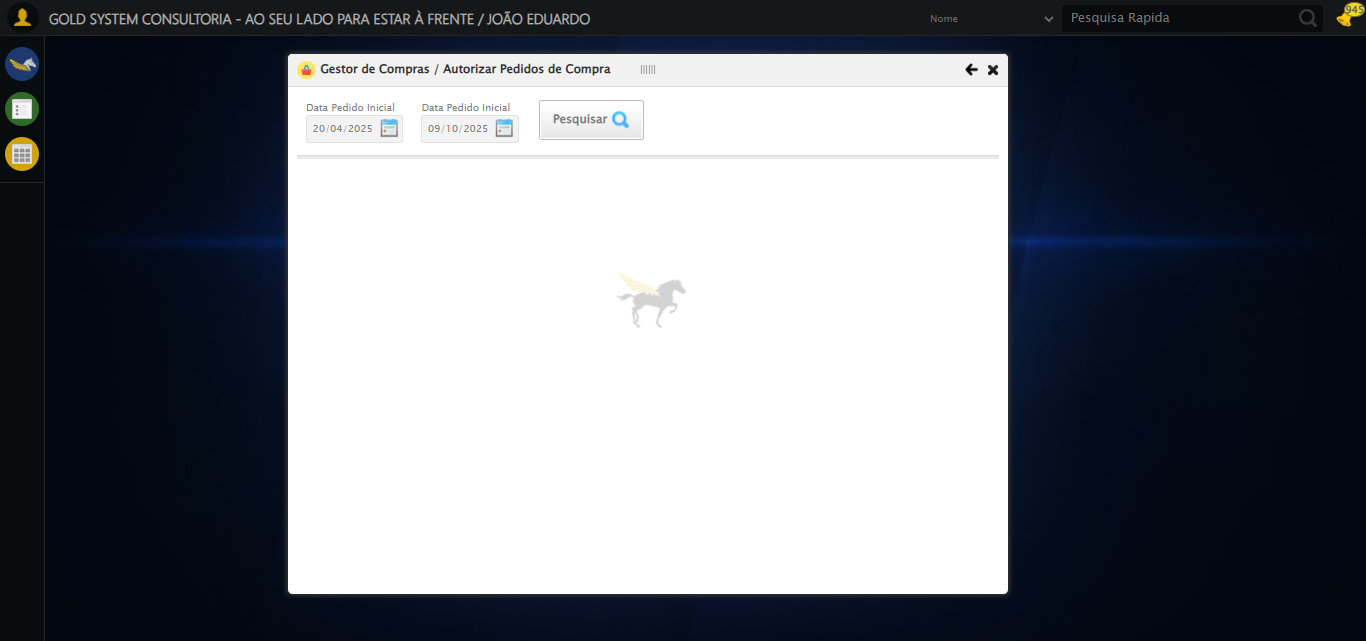 GOLD SYSTEM CONSULTORIA - AO SEU LADO PARA ESTAR À FRENTE / JOÃO EDUARDO
Nome
Pesquisa Rapida
945
Gestor de Compras / Autorizar Pedidos de Compra
Data Pedido Inicial
Data Pedido Inicial
20/04/2025
09/10/2025
Pesquisar